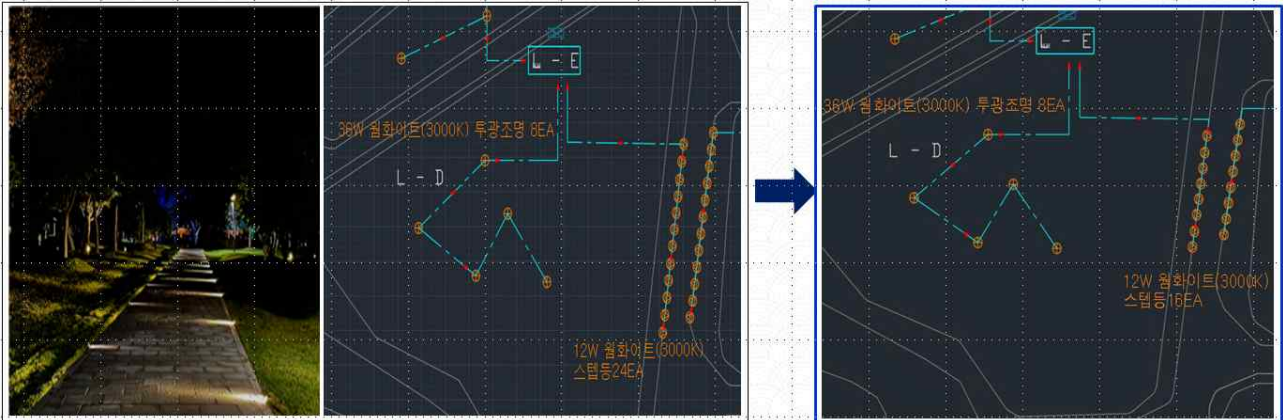 L - E
36W 웜화이트(3000K) 투광조명 8EA
L - D
12W 웜화이트(3000K)
스텝등24EA
L - E
36W 웜화이트(3000K) 투광조명 8EA
L - D
12W 웜화이트(3000K)
스텝등16EA